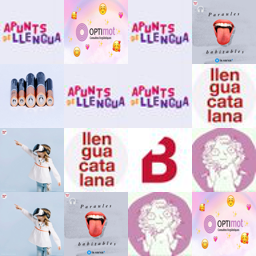 APUNTS
DE LLENGUA
OPTIMOT
APUNTS
DE LLENGUA
Paraules
habitables
APUNTS
DE LLENGUA
APUNTS
DE LLENGUA
llen
gua
cata
lana
llen
gua
cata
lana
B
Paraules
habitables
OPTIMOT